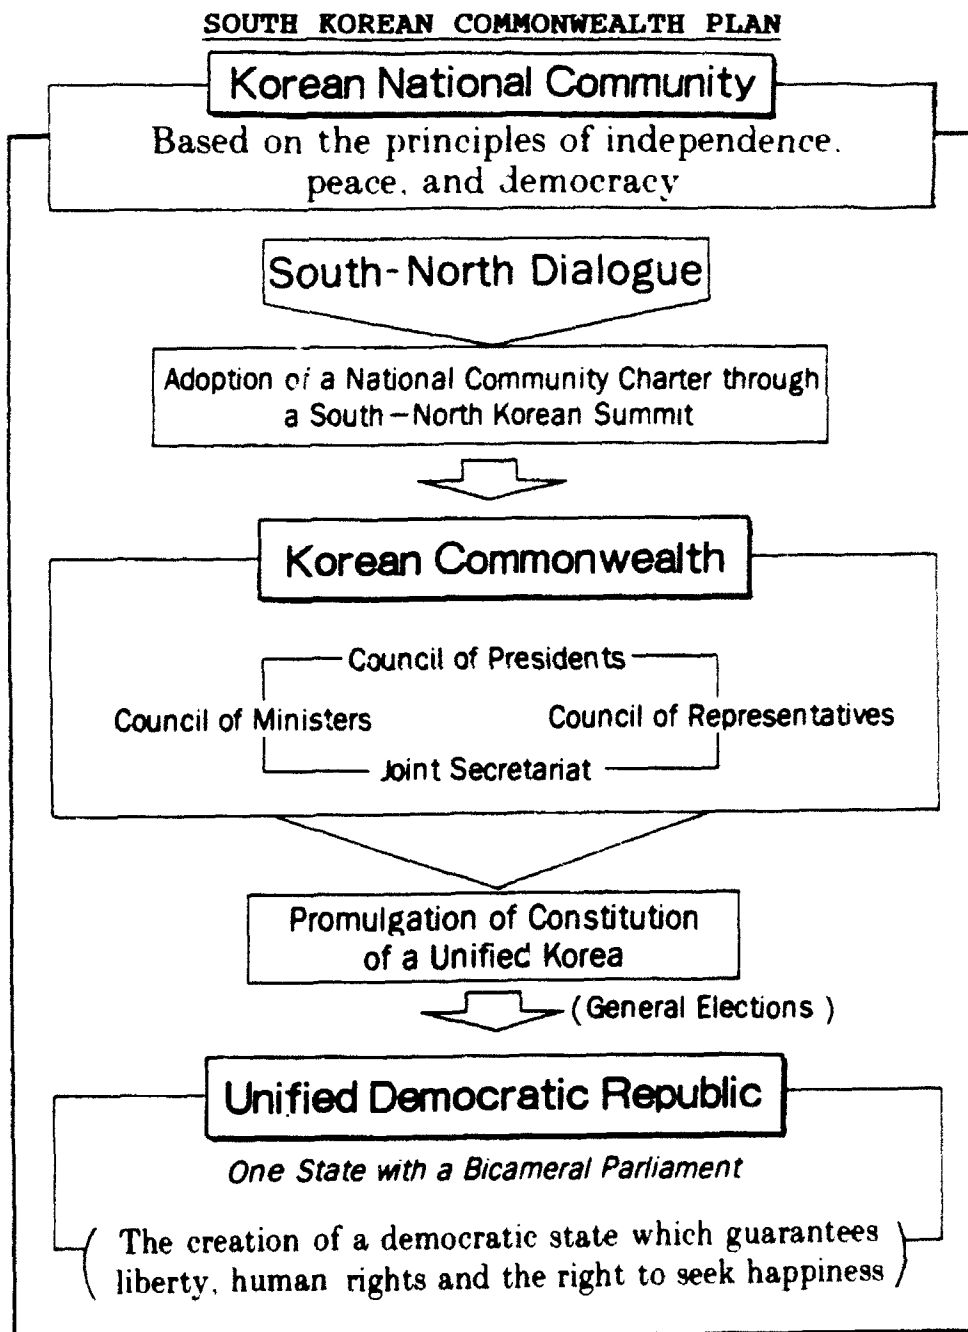 SOUTH KOREAN COMMONWEALTH PLAN
Korean National Community
Based on the principles of independence,
peace, and democracy
South-North Dialogue
Adoption of a National Community Charter through
a South-North Korean Summit
Korean Commonwealth
Council of Presidents
Council of Ministers
Council of Representatives
Joint Secretariat
Promulgation of Constitution
of a Unified Korea
(General Elections)
Unified Democratic Republic
One State with a Bicameral Parliament
(The creation of a democratic state which guarantees
liberty, human rights and the right to seek happiness)